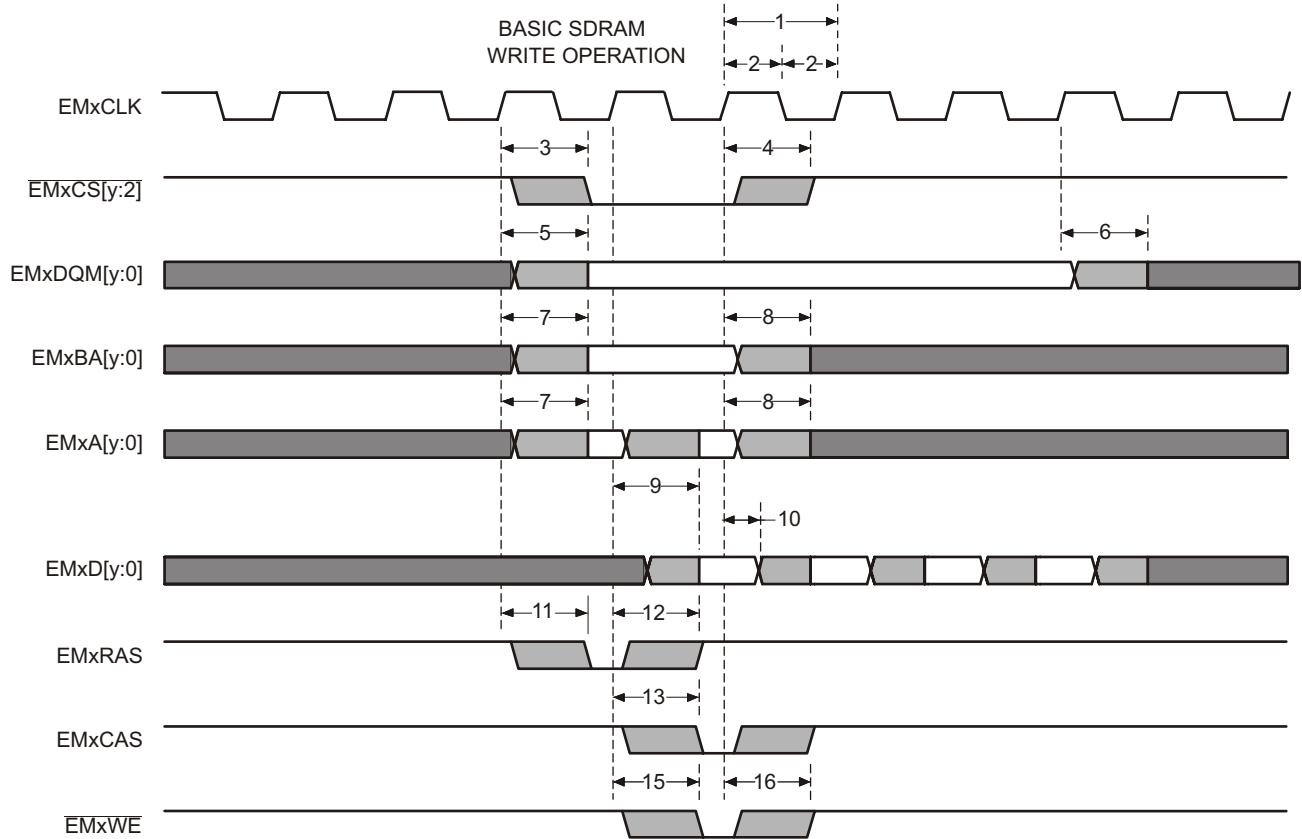 BASIC SDRAM
WRITE OPERATION
1
2 2
EMxCLK
3 4
EMxCS[y:2]
5 6
EMxDQM[y:0]
7 8
EMxBA[y:0]
7 8
EMxA[y:0]
9
10
EMxD[y:0]
11 12
EMxRAS
13
EMxCAS
15 16
EMxWE